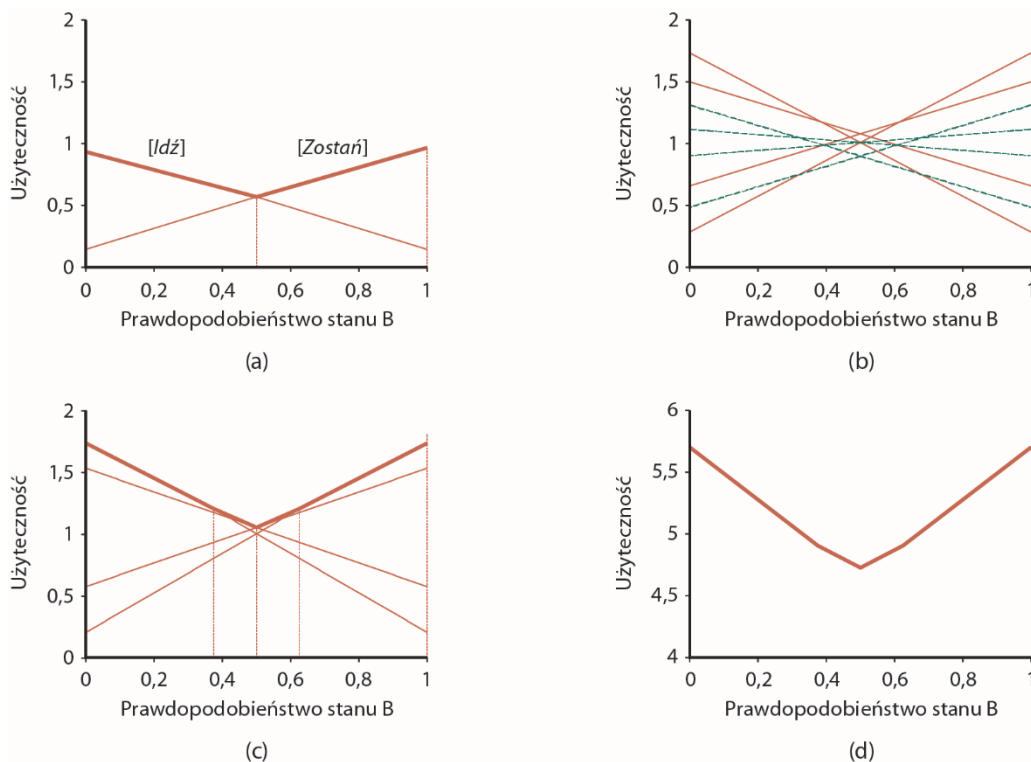 Użyteczność
2
1,5
1
0,5
0
[Idź]
[Zostań]
0 0,2 0,4 0,6 0,8 1
Prawdopodobieństwo stanu B
(a)
Użyteczność
2
1,5
1
0,5
0
0 0,2 0,4 0,6 0,8 1
Prawdopodobieństwo stanu B
(b)
Użyteczność
2
1,5
1
0,5
0
0 0,2 0,4 0,6 0,8 1
Prawdopodobieństwo stanu B
(c)
Użyteczność
6
5,5
5
4,5
4
0 0,2 0,4 0,6 0,8 1
Prawdopodobieństwo stanu B
(d)